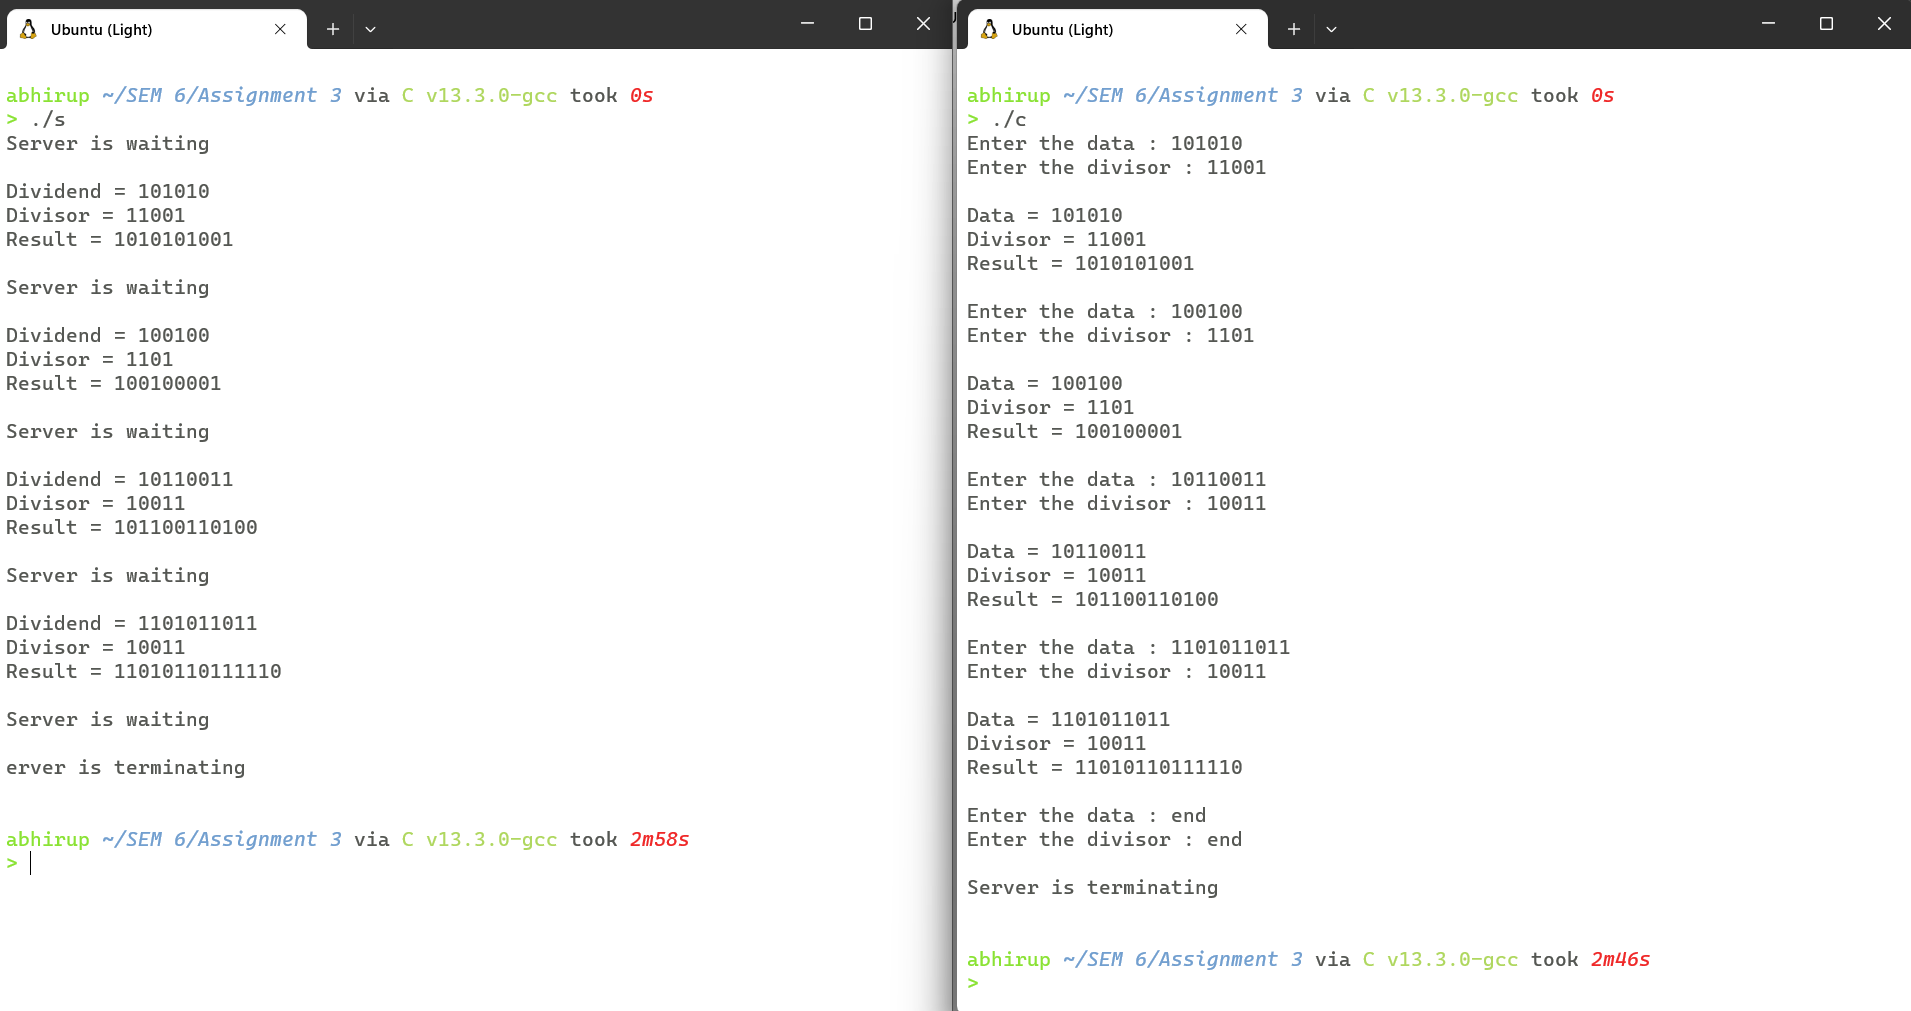 Ubuntu (Light)
abhirup ~/SEM 6/Assignment 3 via C v13.3.0-gcc took 0s
> ./s
Server is waiting
Dividend = 101010
Divisor = 11001
Result = 1010101001
Server is waiting
Dividend = 100100
Divisor = 1101
Result = 100100001
Server is waiting
Dividend = 10110011
Divisor = 10011
Result = 101100110100
Server is waiting
Dividend = 1101011011
Divisor = 10011
Result = 11010110111110
Server is waiting
erver is terminating
abhirup ~/SEM 6/Assignment 3 via C v13.3.0-gcc took 2m58s
>
Ubuntu (Light)
abhirup ~/SEM 6/Assignment 3 via C v13.3.0-gcc took 0s
> ./c
Enter the data : 101010
Enter the divisor : 11001
Data = 101010
Divisor = 11001
Result = 1010101001
Enter the data : 100100
Enter the divisor : 1101
Data = 100100
Divisor = 1101
Result = 100100001
Enter the data : 10110011
Enter the divisor : 10011
Data = 10110011
Divisor = 10011
Result = 101100110100
Enter the data : 1101011011
Enter the divisor : 10011
Data = 1101011011
Divisor = 10011
Result = 11010110111110
Enter the data : end
Enter the divisor : end
Server is terminating
abhirup ~/SEM 6/Assignment 3 via C v13.3.0-gcc took 2m46s
>